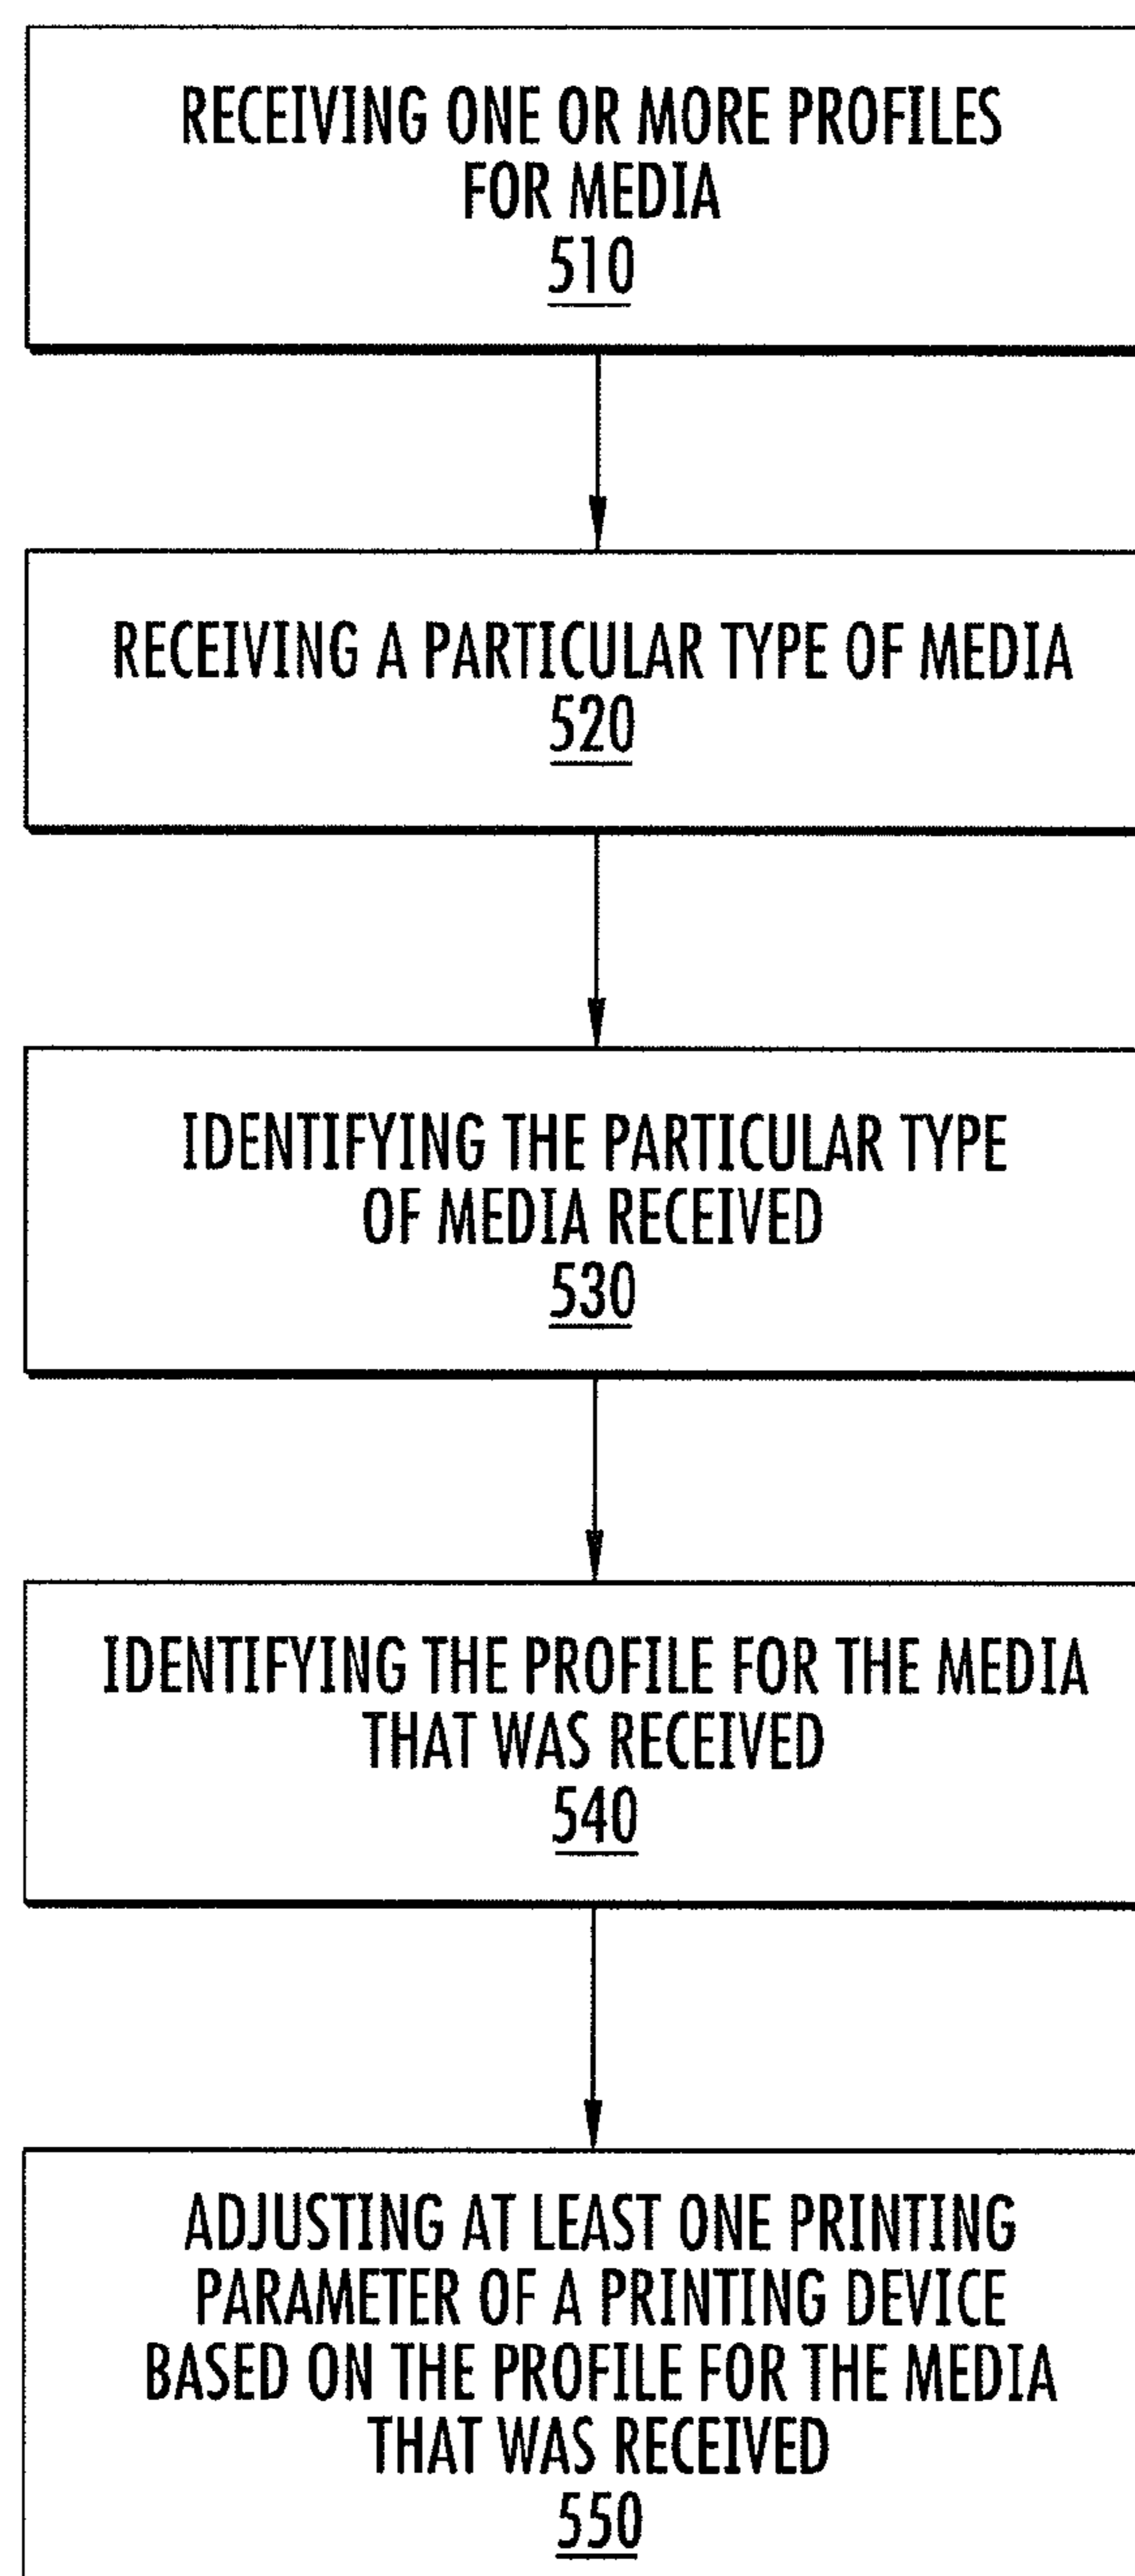 RECEIVING ONE OR MORE PROFILES
FOR MEDIA
510
RECEIVING A PARTICULAR TYPE OF MEDIA
520
IDENTIFYING THE PARTICULAR TYPE
OF MEDIA RECEIVED
530
IDENTIFYING THE PROFILE FOR THE MEDIA
THAT WAS RECEIVED
540
ADJUSTING AT LEAST ONE PRINTING
PARAMETER OF A PRINTING DEVICE
BASED ON THE PROFILE FOR THE MEDIA
THAT WAS RECEIVED
550